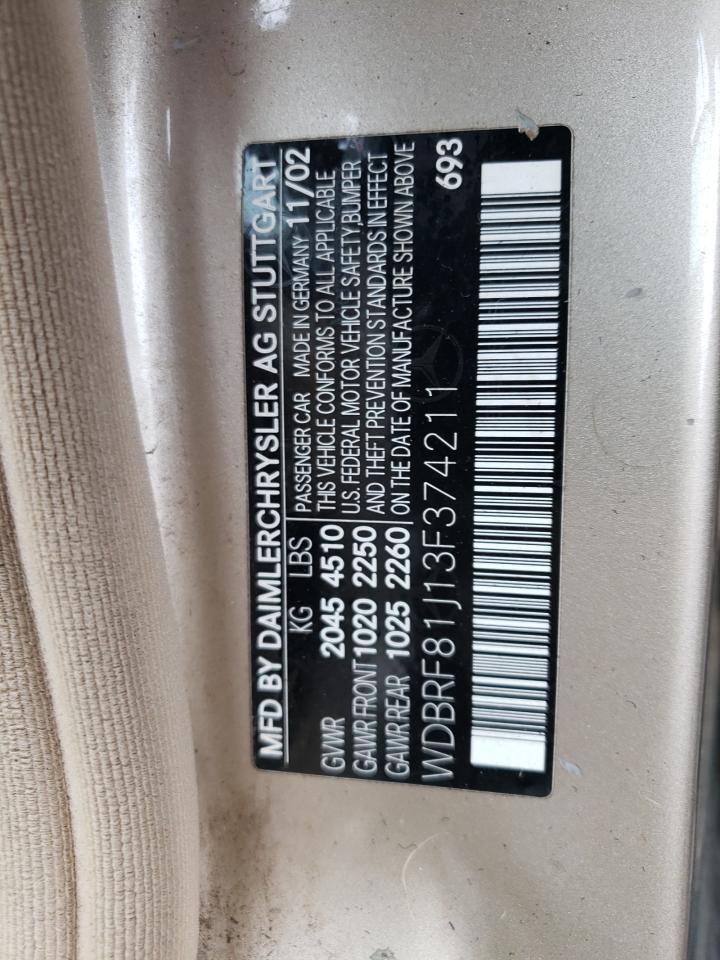 MFD BY DAIMLERCHRYSLER AG STUTTGART
KG LBS PASSENGER CAR MADE IN GERMANY 11/02
GVWR 2045 4510 THIS VEHICLE CONFORMS TO ALL APPLICABLE
GAWR FRONT 1020 2250 U.S. FEDERAL MOTOR VEHICLE SAFETY BUMPER
GAWR REAR 1025 2260 AND THEFT PREVENTION STANDARDS IN EFFECT
ON THE DATE OF MANUFACTURE SHOWN ABOVE
WDBRF81J13F374211 693